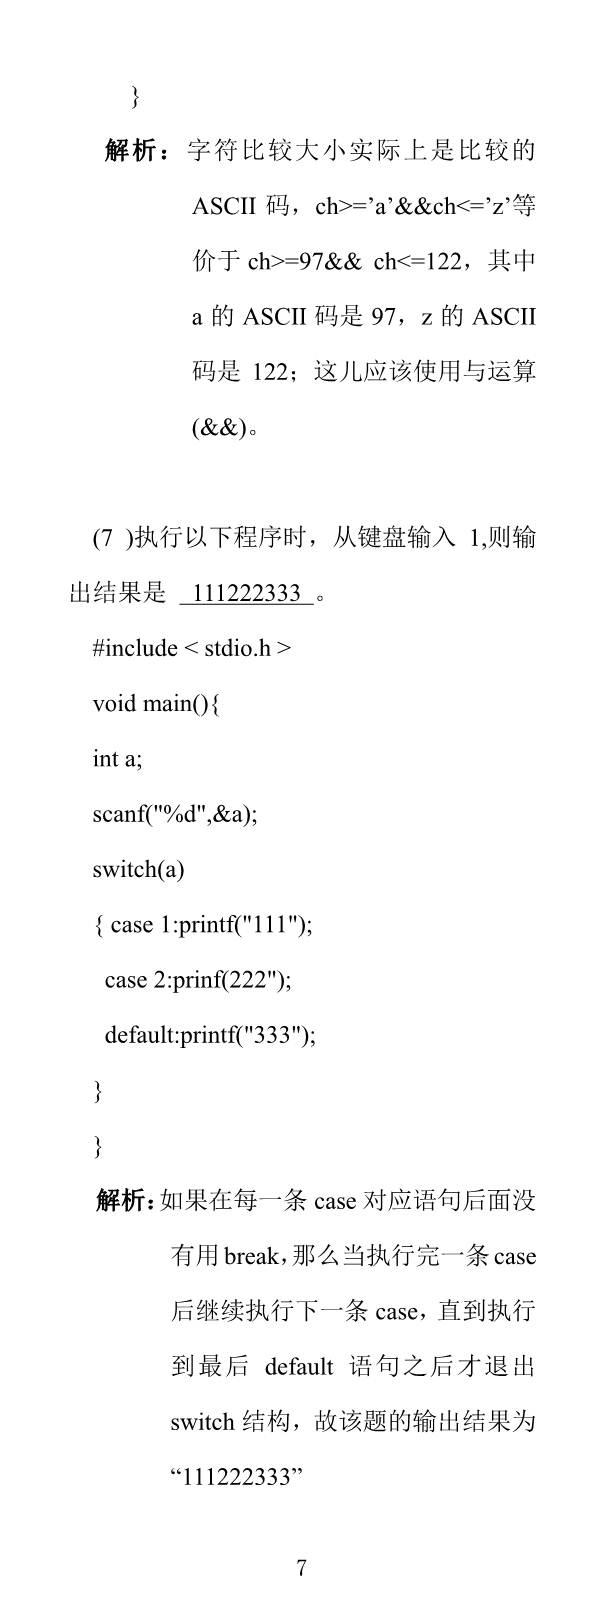 }
解析：字符比较大小实际上是比较的
ASCII 码，ch>=’a’&&ch<=’z’等
价于 ch>=97&& ch<=122，其中
a 的 ASCII 码是 97，z 的 ASCII
码是 122；这儿应该使用与运算
(&&)。
(7 )执行以下程序时，从键盘输入 1,则输
出结果是 _111222333_。
#include < stdio.h >
void main(){
int a;
scanf("%d",&a);
switch(a)
{ case 1:printf("111");
case 2:prinf(222");
default:printf("333");
}
}
解析：如果在每一条 case 对应语句后面没
有用 break，那么当执行完一条 case
后继续执行下一条 case，直到执行
到最后 default 语句之后才退出
switch 结构，故该题的输出结果为
“111222333”
7